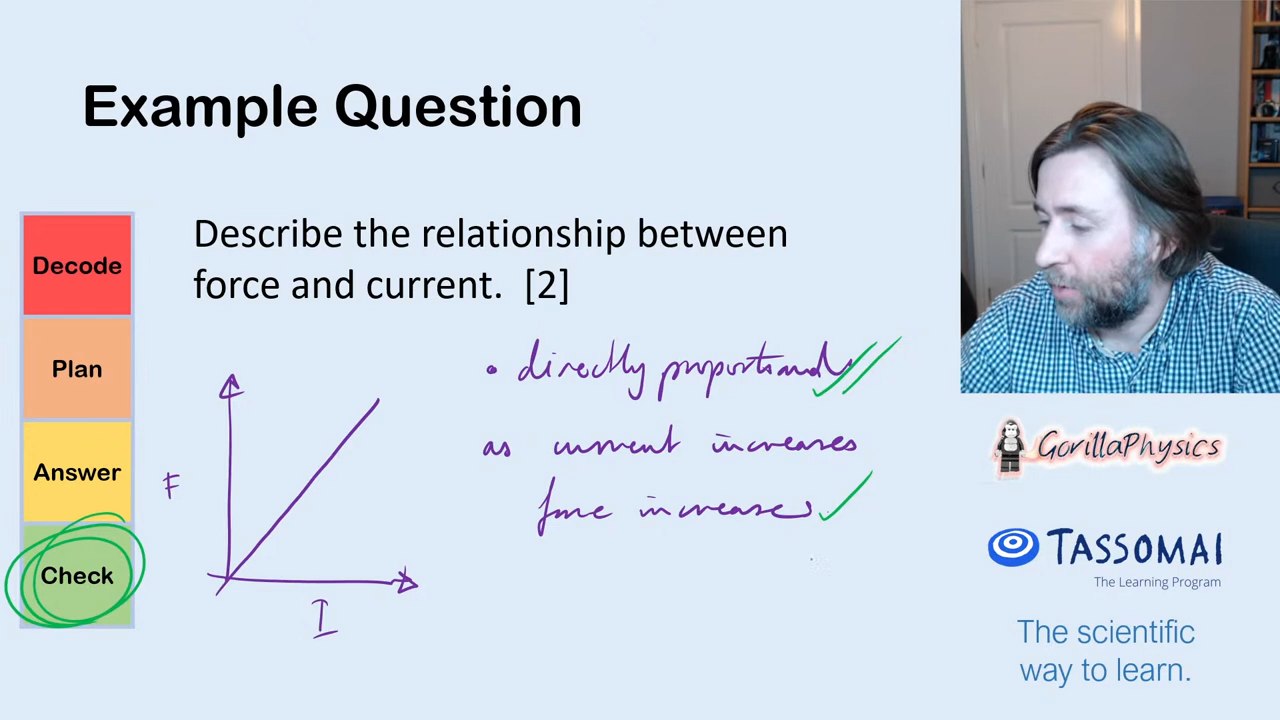 Example Question
Decode
Plan
Answer
Check
Describe the relationship between
force and current. [2]
• directly proportional
as current increases
force increases
F
I
GorillaPhysics
TASSOMAI
The Learning Program
The scientific
way to learn.